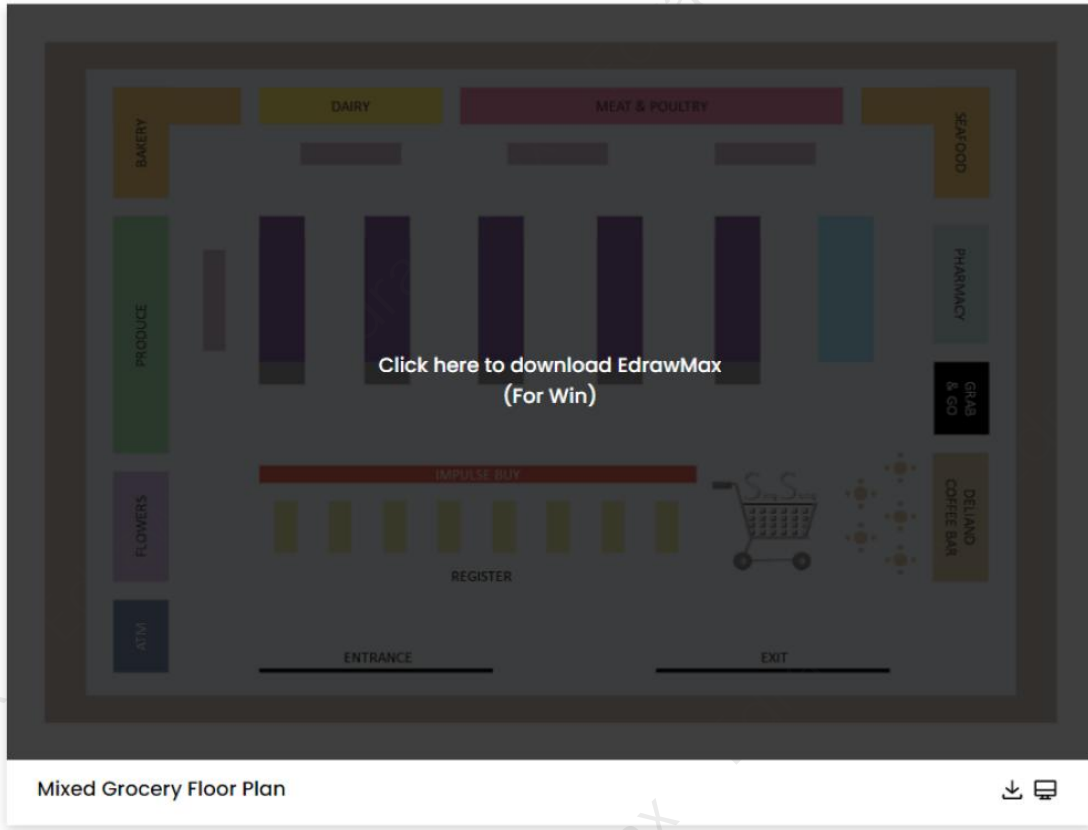 DAIRY
MEAT & POULTRY
BAKERY
SEAFOOD
PRODUCE
PHARMACY
Click here to download EdrawMax
(For Win)
GRAB
& GO
IMPULSE BUY
FLOWERS
DELIAND
COFFEE BAR
REGISTER
ATM
ENTRANCE
EXIT
Mixed Grocery Floor Plan